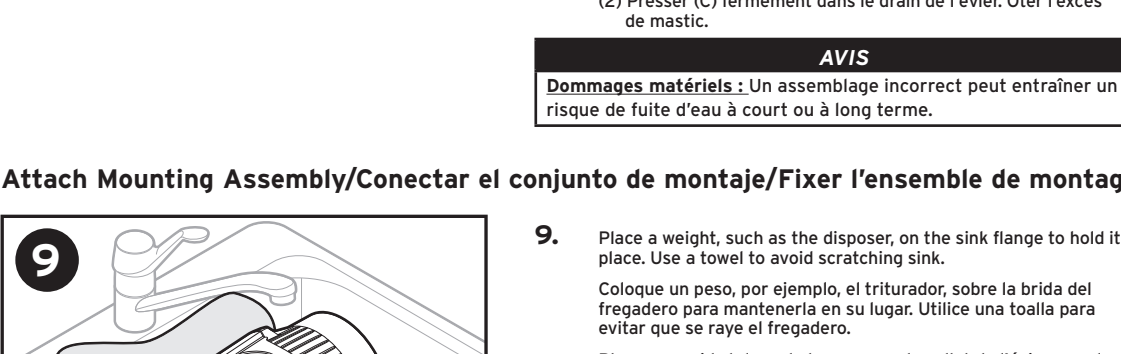 (2) Presser (C) fermement dans le drain de l'évier. Ôter l'excès
de mastic.
AVIS
Dommages matériels : Un assemblage incorrect peut entraîner un
risque de fuite d'eau à court ou à long terme.
Attach Mounting Assembly/Conectar el conjunto de montaje/Fixer l'ensemble de montag
9
9. Place a weight, such as the disposer, on the sink flange to hold it
place. Use a towel to avoid scratching sink.
Coloque un peso, por ejemplo, el triturador, sobre la brida del
fregadero para mantenerla en su lugar. Utilice una toalla para
evitar que se raye el fregadero.